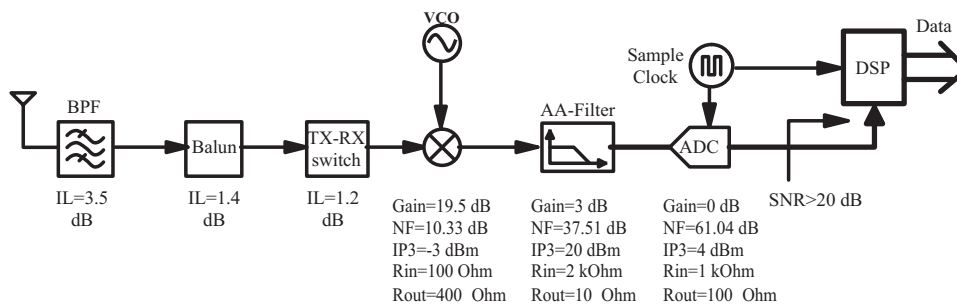 VCO
Sample
Clock
Data
DSP
BPF
Balun
TX-RX
switch
AA-Filter
ADC
IL=3.5
dB
IL=1.4
dB
IL=1.2
dB
SNR>20 dB
Gain=19.5 dB
NF=10.33 dB
IP3=-3 dBm
Rin=100 Ohm
Rout=400 Ohm
Gain=3 dB
NF=37.51 dB
IP3=20 dBm
Rin=2 kOhm
Rout=10 Ohm
Gain=0 dB
NF=61.04 dB
IP3=4 dBm
Rin=1 kOhm
Rout=100 Ohm